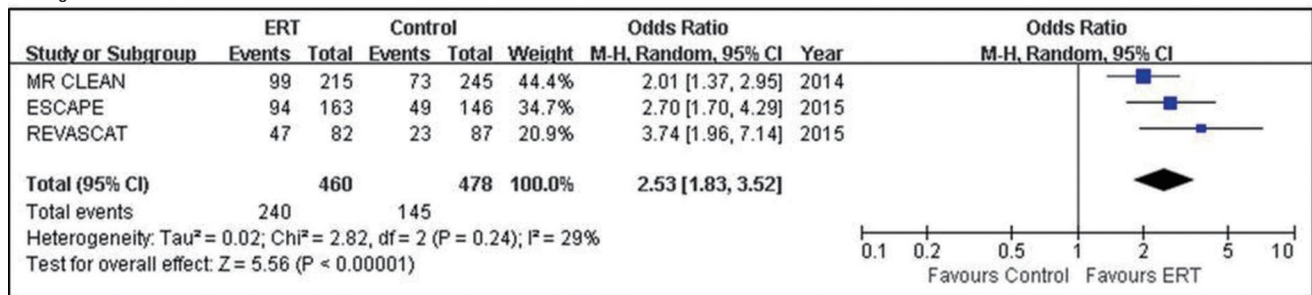 ERT Control Odds Ratio Odds Ratio
Study or Subgroup Events Total Events Total Weight M-H, Random, 95% CI Year M-H, Random, 95% CI
MR CLEAN 99 215 73 245 44.4% 2.01 [1.37, 2.95] 2014
ESCAPE 94 163 49 146 34.7% 2.70 [1.70, 4.29] 2015
REVASCAT 47 82 23 87 20.9% 3.74 [1.96, 7.14] 2015
Total (95% CI) 460 478 100.0% 2.53 [1.83, 3.52]
Total events 240 145
Heterogeneity: Tau² = 0.02; Chi² = 2.82, df = 2 (P = 0.24); I² = 29%
Test for overall effect: Z = 5.56 (P < 0.00001)
0.1 0.2 0.5 1 2 5 10
Favours Control Favours ERT